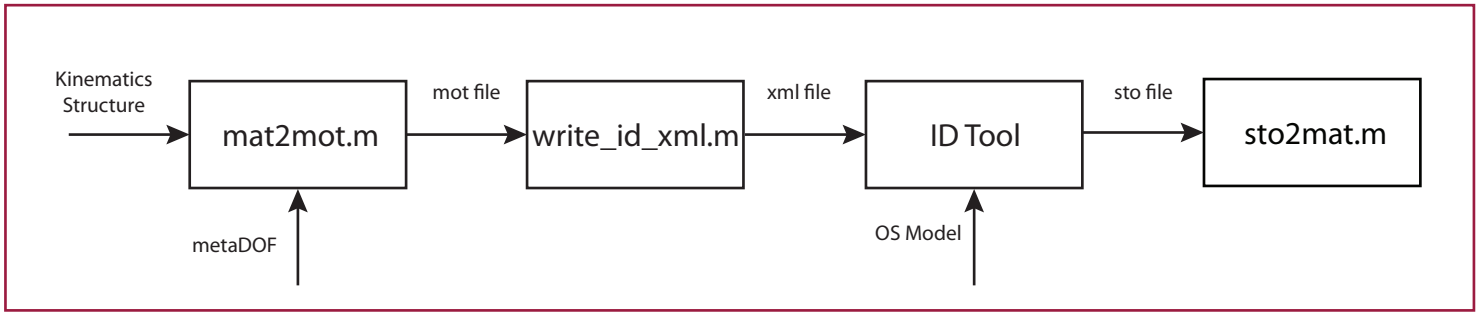 Kinematics
Structure
mat2mot.m
metaDOF
mot file
write_id_xml.m
xml file
ID Tool
OS Model
sto file
sto2mat.m